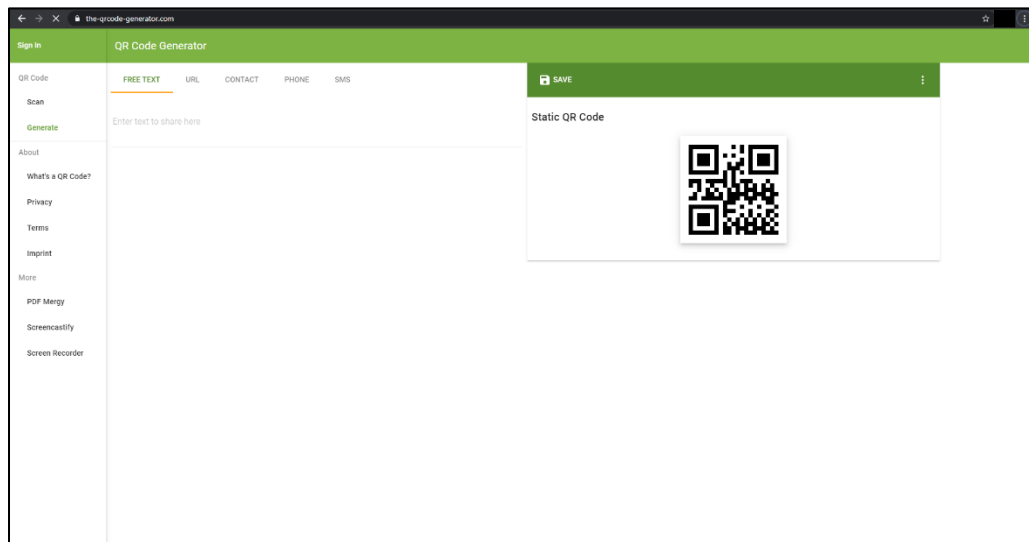 the-qrcode-generator.com
Sign In
QR Code Generator
QR Code
Scan
Generate
About
What's a QR Code?
Privacy
Terms
Imprint
More
PDF Mergy
Screencastify
Screen Recorder
FREE TEXT URL CONTACT PHONE SMS
Enter text to share here
SAVE
Static QR Code